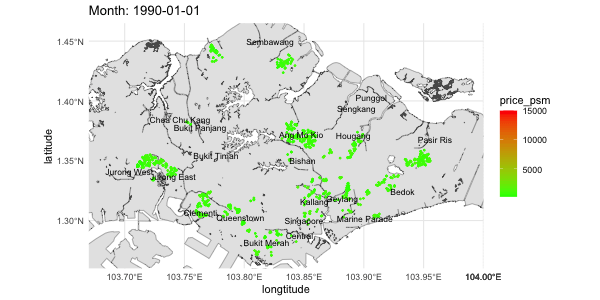 Month: 1990-01-01
1.45°N
Sembawang
price_psm
15000
1.40°N
Punggol
Sengkang
Choa Chu Kang
Bukit Panjang
Ang Mo Kio
Hougang
Pasir Ris
10000
latitude
Bukit Timah
Bishan
1.35°N
Jurong West
Jurong East
5000
Bedok
Kallang
Geylang
Clementi
Queenstown
Singapore
Marine Parade
1.30°N
Central
Bukit Merah
103.70°E
103.75°E
103.80°E
103.85°E
103.90°E
103.95°E
104.00°E
longtitude